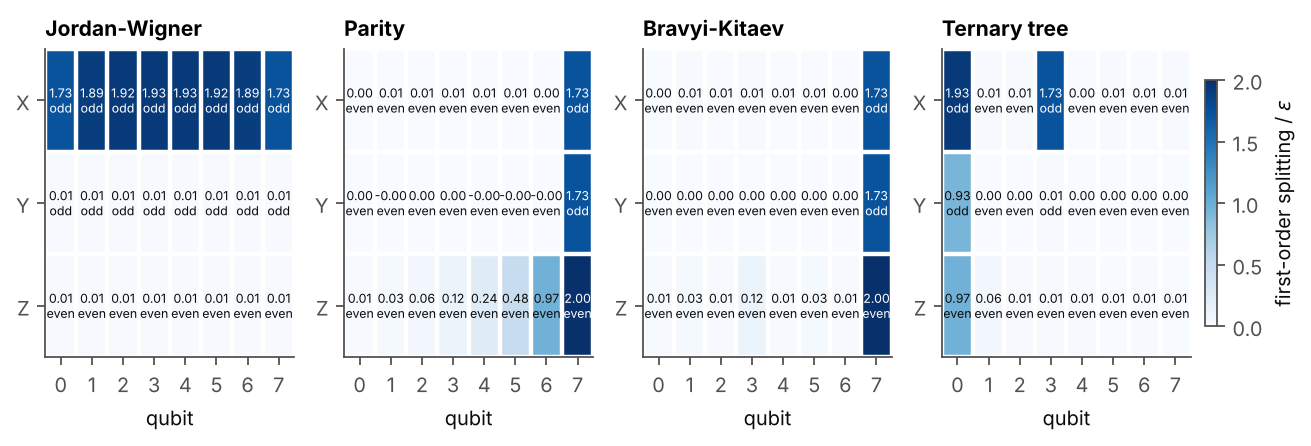 Jordan-Wigner
Parity
Bravyi-Kitaev
Ternary tree
X
1.73 1.89 1.92 1.93 1.93 1.92 1.89 1.73
odd odd odd odd odd odd odd odd
Y
0.01 0.01 0.01 0.01 0.01 0.01 0.01 0.01
odd odd odd odd odd odd odd odd
Z
0.01 0.01 0.01 0.01 0.01 0.01 0.01 0.01
even even even even even even even even
0 1 2 3 4 5 6 7
qubit
X
0.00 0.01 0.01 0.01 0.01 0.01 0.00 1.73
even even even even even even even odd
Y
0.00 -0.00 0.00 0.00 -0.00 -0.00 -0.00 1.73
even even even even even even even odd
Z
0.01 0.03 0.06 0.12 0.24 0.48 0.97 2.00
even even even even even even even even
0 1 2 3 4 5 6 7
qubit
X
0.00 0.01 0.01 0.01 0.01 0.01 0.00 1.73
even even even even even even even odd
Y
0.00 0.00 0.00 0.00 0.00 0.00 0.00 1.73
even even even even even even even odd
Z
0.01 0.03 0.01 0.12 0.01 0.03 0.01 2.00
even even even even even even even even
0 1 2 3 4 5 6 7
qubit
X
1.93 0.01 0.01 1.73 0.00 0.01 0.01 0.01
odd even even odd even even even even
Y
0.93 0.00 0.00 0.01 0.00 0.00 0.00 0.00
odd even even odd even even even even
Z
0.97 0.06 0.01 0.01 0.01 0.01 0.01 0.01
even even even even even even even even
0 1 2 3 4 5 6 7
qubit
2.0
1.5
1.0
0.5
0.0
first-order splitting / ε